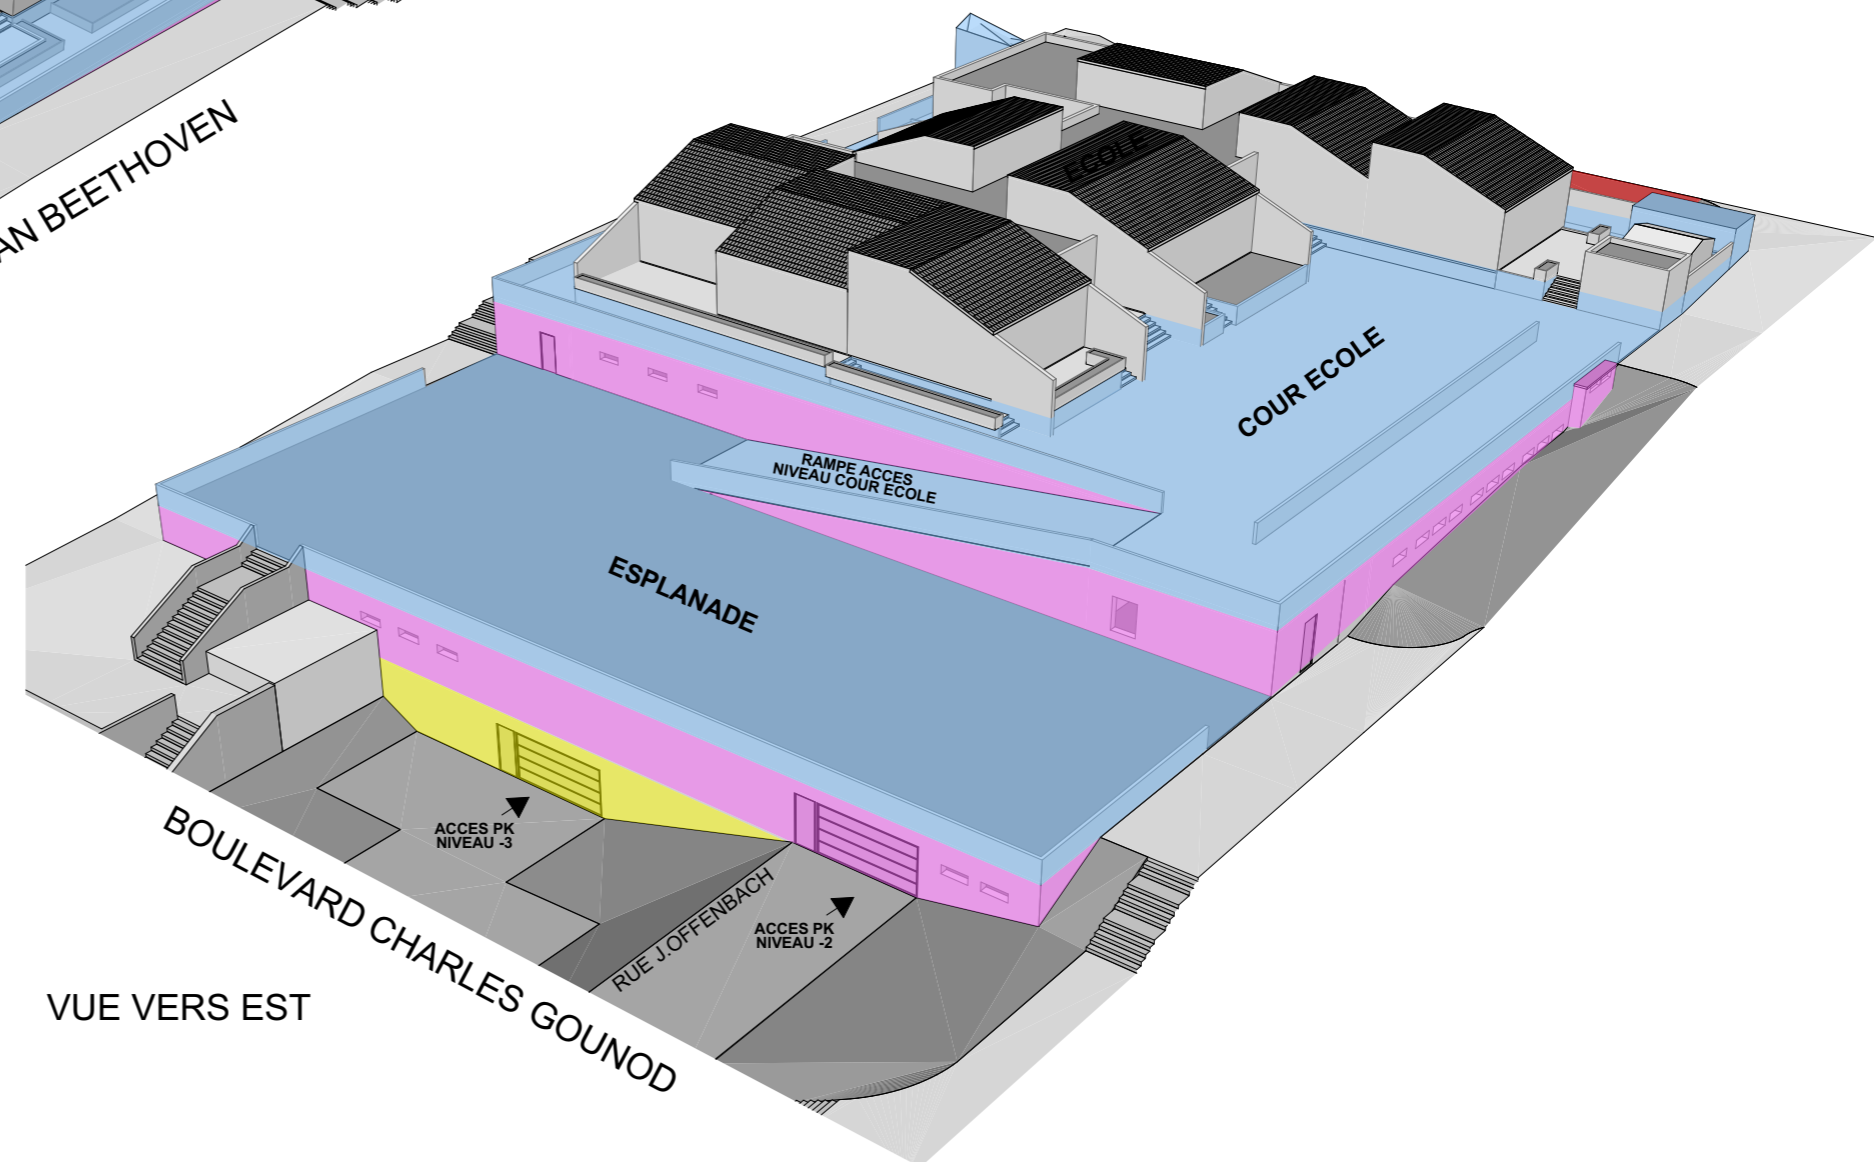 BEETHOVEN
ECOLE
COUR ECOLE
RAMPE ACCES
NIVEAU COUR ECOLE
ESPLANADE
ACCES PK
NIVEAU -3
RUE J.OFFENBACH
ACCES PK
NIVEAU -2
BOULEVARD CHARLES GOUNOD
VUE VERS EST